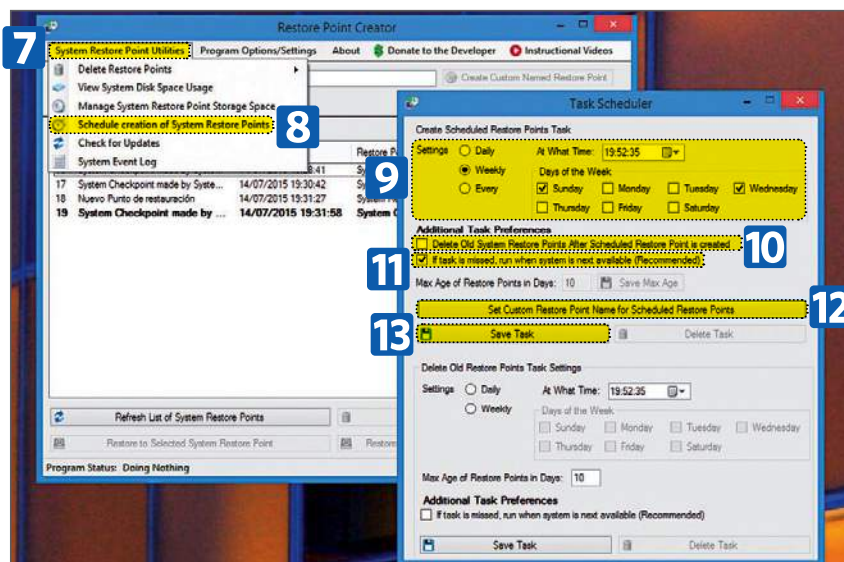 Restore Point Creator
7
System Restore Point Utilities Program Options/Settings About Donate to the Developer Instructional Videos
Delete Restore Points
View System Disk Space Usage
Manage System Restore Point Storage Space
Schedule creation of System Restore Points
8
Check for Updates
System Event Log
Create Custom Named Restore Point
Restore P
17 System Checkpoint made by Syste... 14/07/2015 19:30:42 Sy
18 Nuevo Punto de restauración 14/07/2015 19:31:27
19 System Checkpoint made by ... 14/07/2015 19:31:58 System C
Refresh List of System Restore Points
Restore to Selected System Restore Point
Restore
Program Status: Doing Nothing
Task Scheduler
Create Scheduled Restore Points Task
9
Settings Daily At What Time: 19:52:35
Weekly Days of the Week
Every Sunday Monday Tuesday Wednesday
Thursday Friday Saturday
Additional Task Preferences
Delete Old System Restore Points After Scheduled Restore Point is created
10
11
If task is missed, run when system is next available (Recommended)
Max Age of Restore Points in Days: 10 Save Max Age
Set Custom Restore Point Name for Scheduled Restore Points
12
13
Save Task Delete Task
Delete Old Restore Points Task Settings
Settings Daily At What Time: 19:52:35
Weekly Days of the Week
Sunday Monday Tuesday Wednesday
Thursday Friday Saturday
Max Age of Restore Points in Days: 10
Additional Task Preferences
If task is missed, run when system is next available (Recommended)
Save Task Delete Task